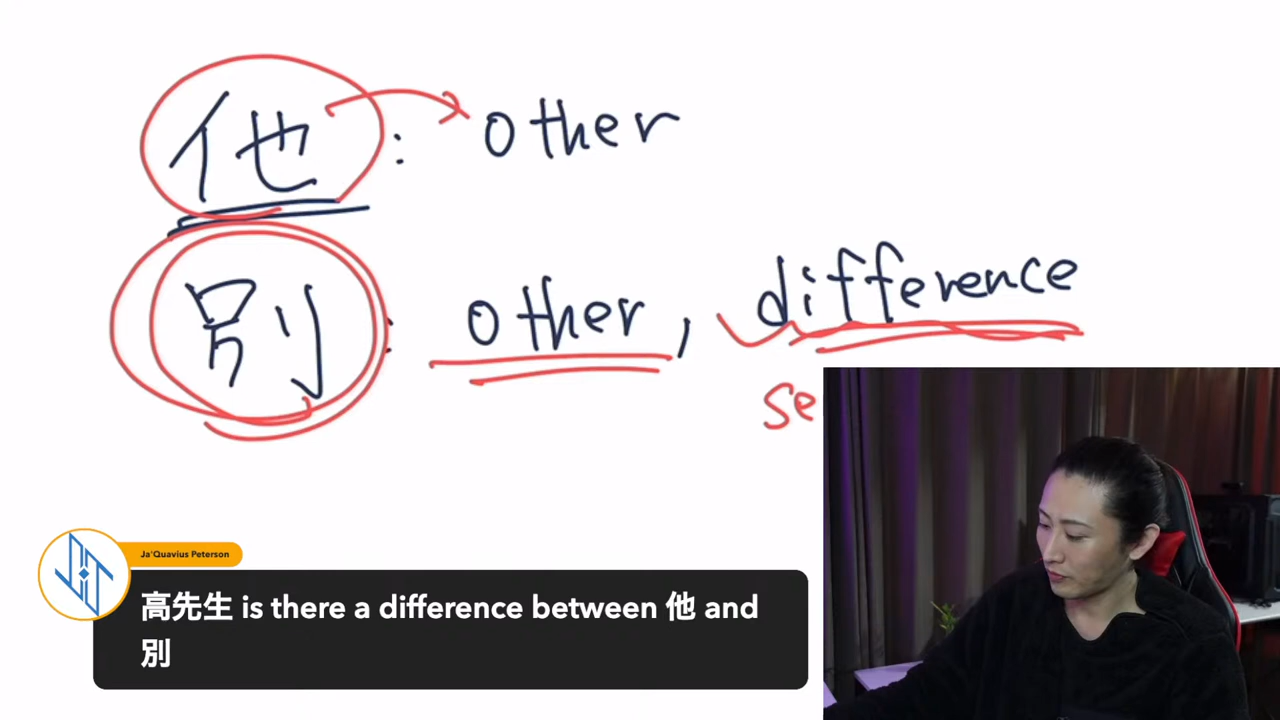 他: other
別: other, difference
se
Ja'Quavius Peterson
高先生 is there a difference between 他 and
別